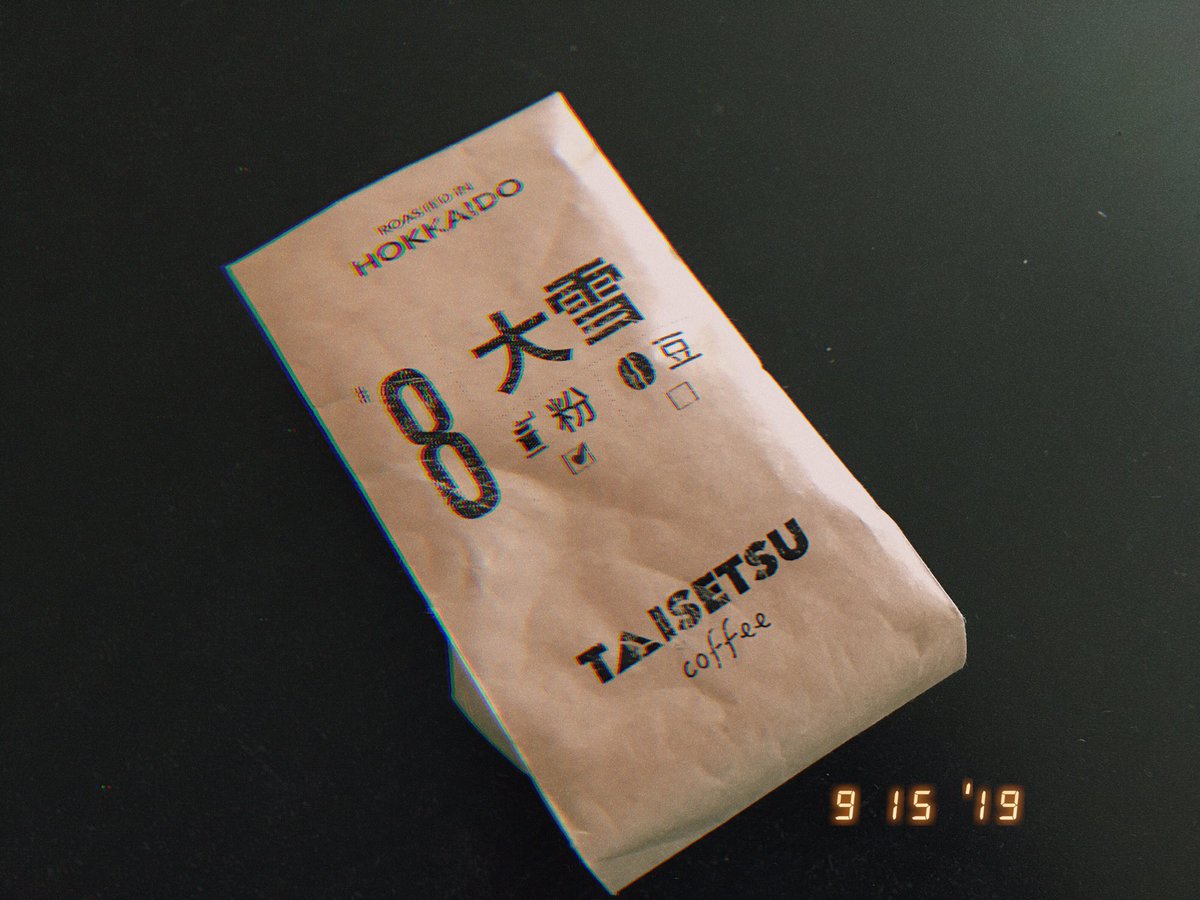 ROASTED IN
HOKKAIDO
大雪
#8
粉 豆
TAISETSU
coffee
9 15 '19